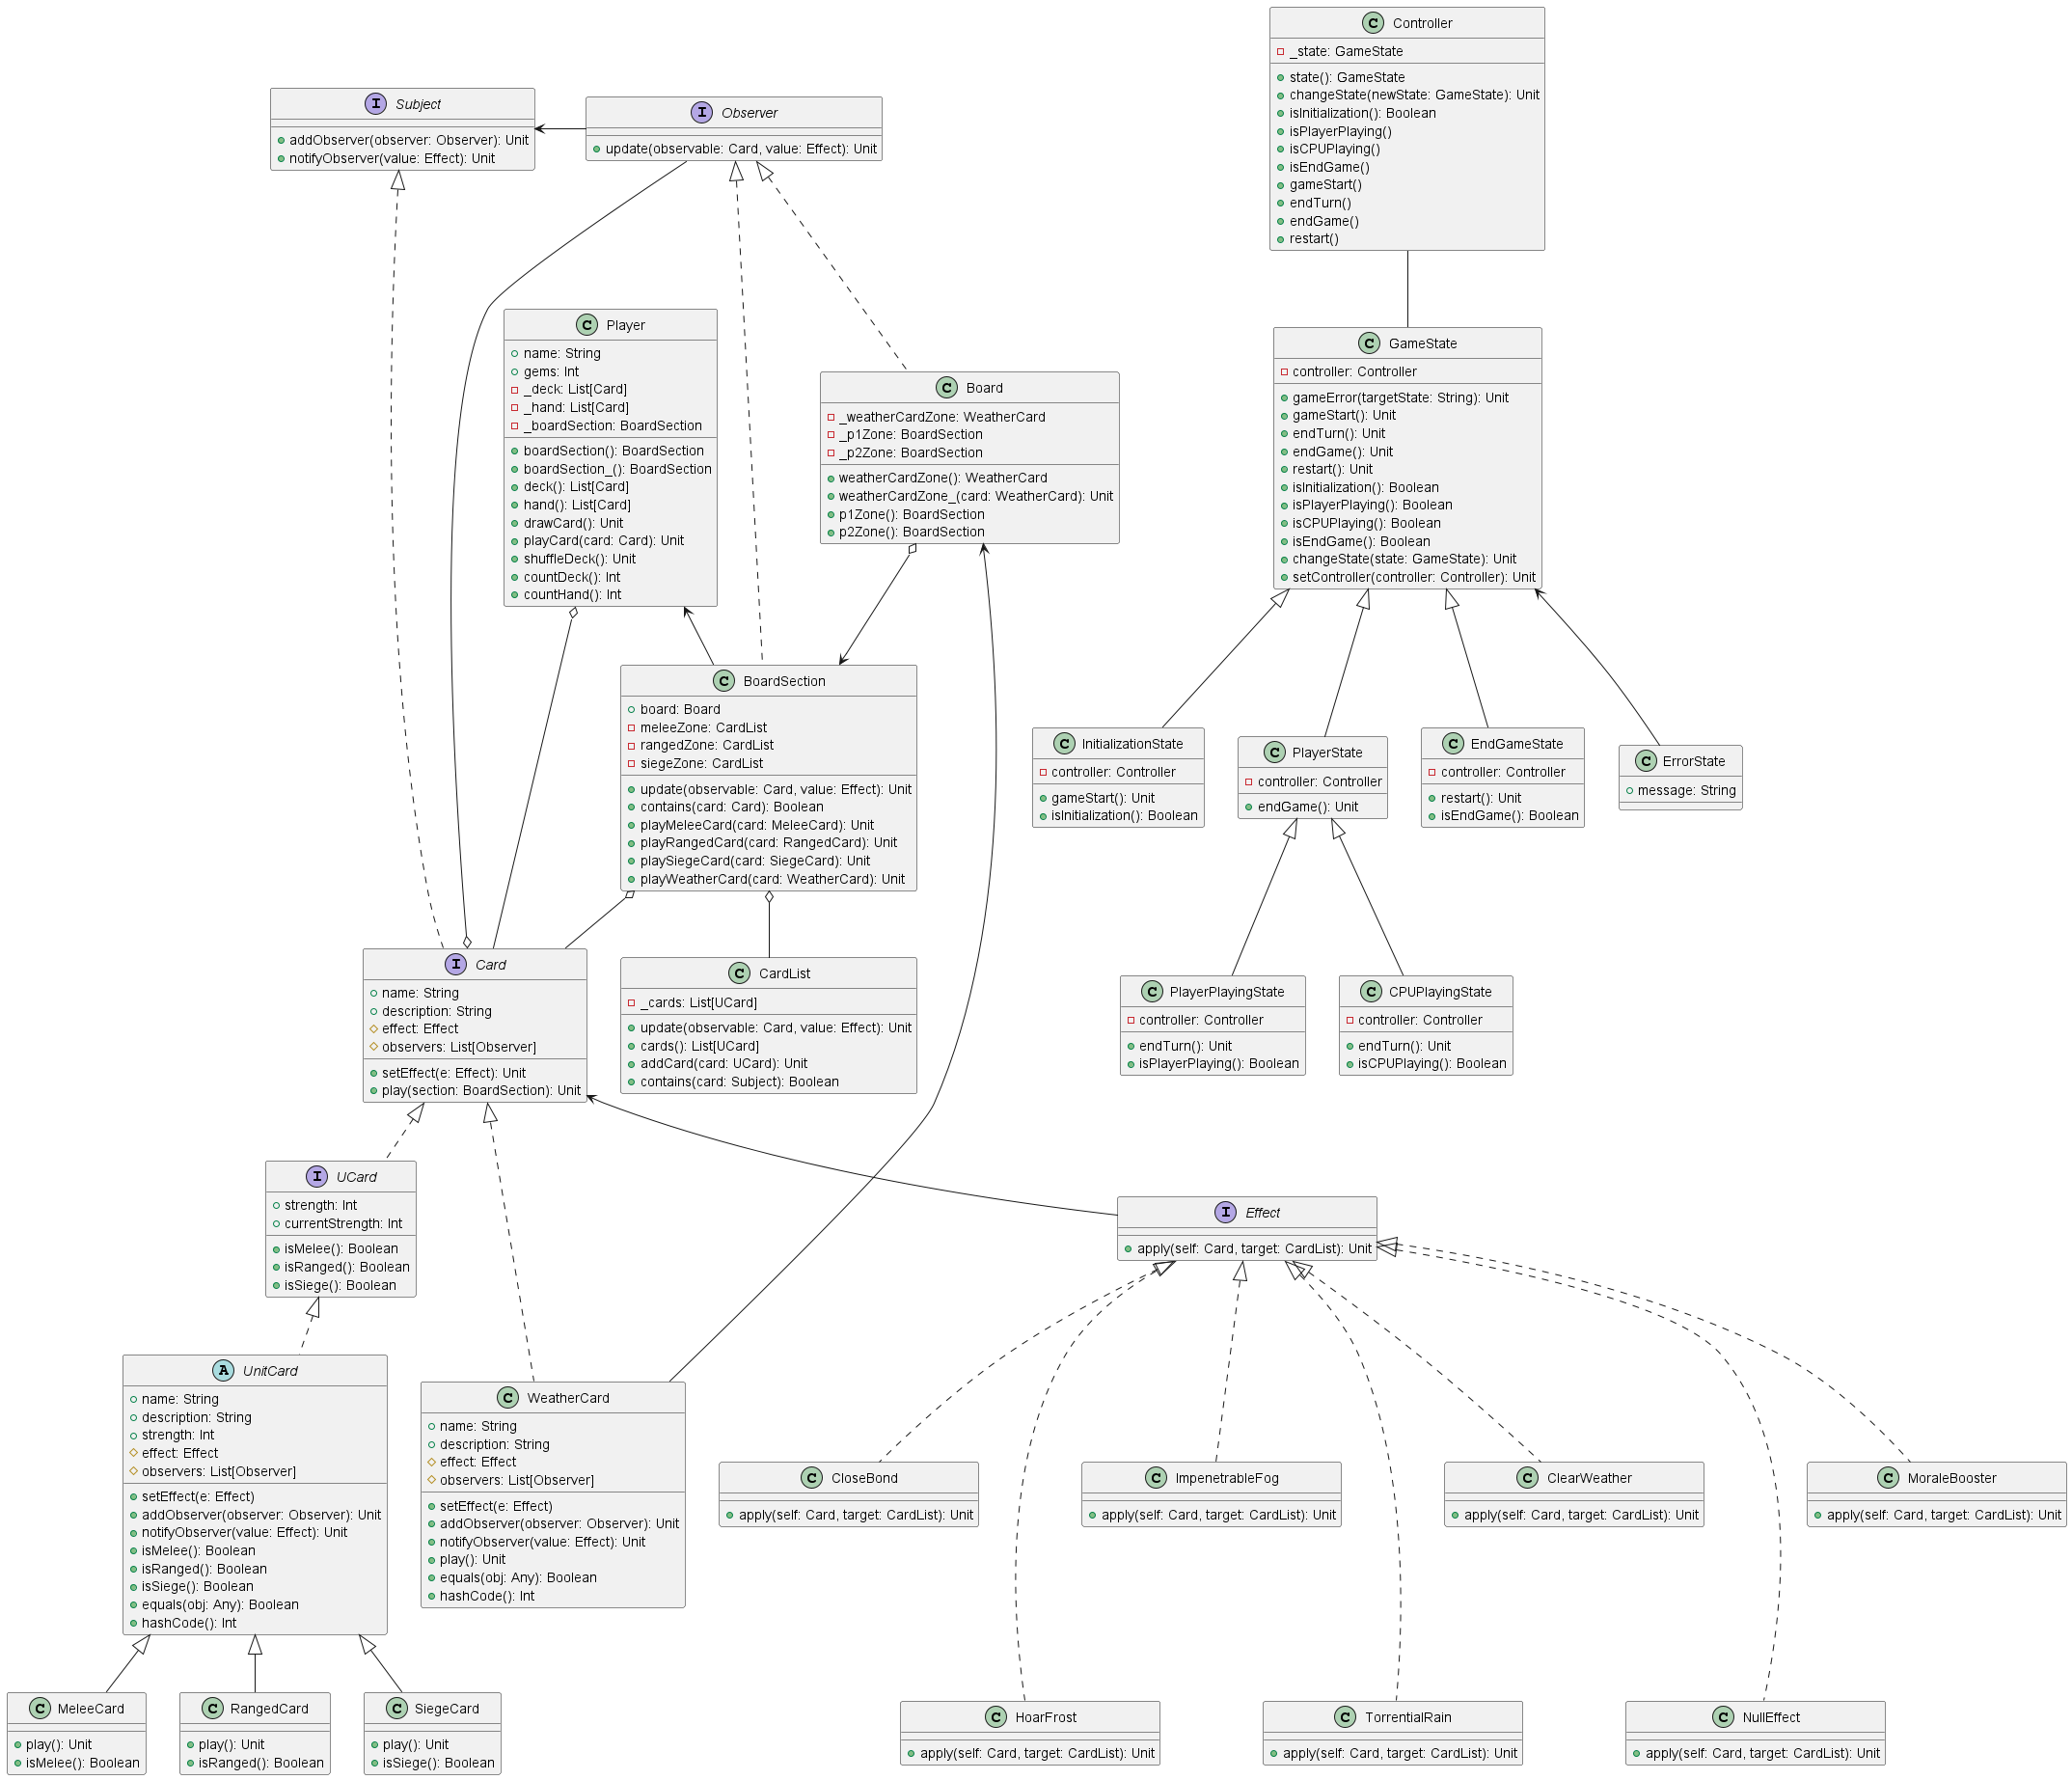 C Controller
_state: GameState
state(): GameState
changeState(newState: GameState): Unit
isInitialization(): Boolean
isPlayerPlaying()
isCPUPlaying()
isEndGame()
gameStart()
endTurn()
endGame()
restart()
I Subject
addObserver(observer: Observer): Unit
notifyObserver(value: Effect): Unit
I Observer
update(observable: Card, value: Effect): Unit
C Player
name: String
gems: Int
_deck: List[Card]
_hand: List[Card]
_boardSection: BoardSection
boardSection(): BoardSection
boardSection_(): BoardSection
deck(): List[Card]
hand(): List[Card]
drawCard(): Unit
playCard(card: Card): Unit
shuffleDeck(): Unit
countDeck(): Int
countHand(): Int
C Board
_weatherCardZone: WeatherCard
_p1Zone: BoardSection
_p2Zone: BoardSection
weatherCardZone(): WeatherCard
weatherCardZone_(card: WeatherCard): Unit
p1Zone(): BoardSection
p2Zone(): BoardSection
C GameState
controller: Controller
gameError(targetState: String): Unit
gameStart(): Unit
endTurn(): Unit
endGame(): Unit
restart(): Unit
isInitialization(): Boolean
isPlayerPlaying(): Boolean
isCPUPlaying(): Boolean
isEndGame(): Boolean
changeState(state: GameState): Unit
setController(controller: Controller): Unit
C BoardSection
board: Board
meleeZone: CardList
rangedZone: CardList
siegeZone: CardList
update(observable: Card, value: Effect): Unit
contains(card: Card): Boolean
playMeleeCard(card: MeleeCard): Unit
playRangedCard(card: RangedCard): Unit
playSiegeCard(card: SiegeCard): Unit
playWeatherCard(card: WeatherCard): Unit
C InitializationState
controller: Controller
gameStart(): Unit
isInitialization(): Boolean
C PlayerState
controller: Controller
endGame(): Unit
C EndGameState
controller: Controller
restart(): Unit
isEndGame(): Boolean
C ErrorState
message: String
I Card
name: String
description: String
effect: Effect
observers: List[Observer]
setEffect(e: Effect): Unit
play(section: BoardSection): Unit
C CardList
_cards: List[UCard]
update(observable: Card, value: Effect): Unit
cards(): List[UCard]
addCard(card: UCard): Unit
contains(card: Subject): Boolean
C PlayerPlayingState
controller: Controller
endTurn(): Unit
isPlayerPlaying(): Boolean
C CPUPlayingState
controller: Controller
endTurn(): Unit
isCPUPlaying(): Boolean
I UCard
strength: Int
currentStrength: Int
isMelee(): Boolean
isRanged(): Boolean
isSiege(): Boolean
I Effect
apply(self: Card, target: CardList): Unit
A UnitCard
name: String
description: String
strength: Int
effect: Effect
observers: List[Observer]
setEffect(e: Effect)
addObserver(observer: Observer): Unit
notifyObserver(value: Effect): Unit
isMelee(): Boolean
isRanged(): Boolean
isSiege(): Boolean
equals(obj: Any): Boolean
hashCode(): Int
C WeatherCard
name: String
description: String
effect: Effect
observers: List[Observer]
setEffect(e: Effect)
addObserver(observer: Observer): Unit
notifyObserver(value: Effect): Unit
play(): Unit
equals(obj: Any): Boolean
hashCode(): Int
C CloseBond
apply(self: Card, target: CardList): Unit
C ImpenetrableFog
apply(self: Card, target: CardList): Unit
C ClearWeather
apply(self: Card, target: CardList): Unit
C MoraleBooster
apply(self: Card, target: CardList): Unit
C MeleeCard
play(): Unit
isMelee(): Boolean
C RangedCard
play(): Unit
isRanged(): Boolean
C SiegeCard
play(): Unit
isSiege(): Boolean
C HoarFrost
apply(self: Card, target: CardList): Unit
C TorrentialRain
apply(self: Card, target: CardList): Unit
C NullEffect
apply(self: Card, target: CardList): Unit